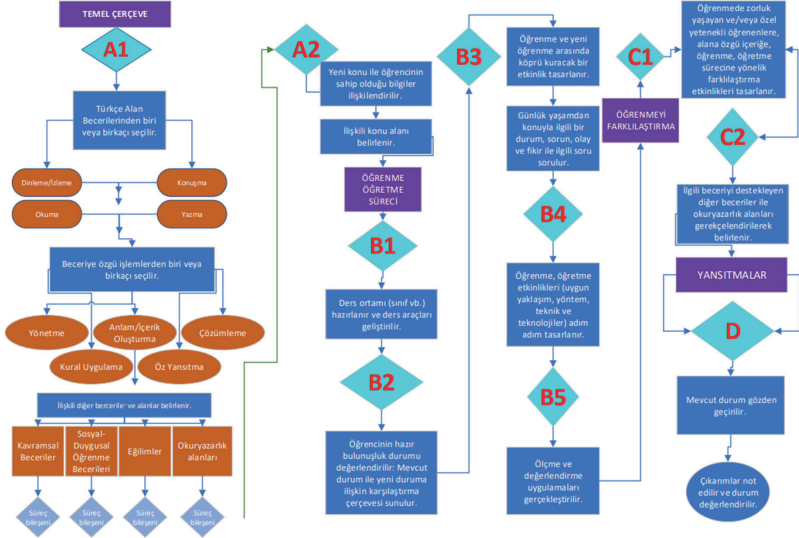 TEMEL ÇERÇEVE
A1
Türkçe Alan
Becerilerinden biri
veya birkaçı seçilir.
Dinleme/İzleme
Konuşma
Okuma
Yazma
Beceriye özgü işlemlerden biri veya
birkaçı seçilir.
Yönetme
Anlam/İçerik
Oluşturma
Çözümleme
Kural Uygulama
Öz Yansıtma
İlişkili diğer berceriler ve alanlar belirlenir.
Kavramsal
Beceriler
Sosyal-
Duygusal
Öğrenme
Becerileri
Eğilimler
Okuryazarlık
alanları
Süreç
bileşeni
Süreç
bileşeni
Süreç
bileşeni
Süreç
bileşeni
A2
Yeni konu ile öğrencinin
sahip olduğu bilgiler
ilişkilendirilir.
İlişkili konu alanı
belirlenir.
ÖĞRENME
ÖĞRETME
SÜRECİ
B1
Ders ortamı (sınıf vb.)
hazırlanır ve ders araçları
geliştirilir.
B2
Öğrencinin hazır
bulunuşluk durumu
değerlendirilir: Mevcut
durum ile yeni duruma
ilişkin karşılaştırma
çerçevesi sunulur.
B3
Öğrenme ve yeni
öğrenme arasında
köprü kuracak bir
etkinlik tasarlanır.
Günlük yaşamdan
konuyla ilgili bir
durum, sorun, olay
ve fikir ile ilgili soru
sorulur.
B4
Öğrenme, öğretme
etkinlikleri (uygun
yaklaşım, yöntem,
teknik ve
teknolojiler) adım
adım tasarlanır.
B5
Ölçme ve
değerlendirme
uygulamaları
gerçekleştirilir.
C1
ÖĞRENMEYİ
FARKLILAŞTIRMA
Öğrenmede zorluk
yaşayan ve/veya özel
yetenekli öğrenenlere,
alana özgü içeriğe,
öğrenme, öğretme
sürecine yönelik
farklılaştırma
etkinlikleri tasarlanır.
C2
İlgili beceriyi destekleyen
diğer beceriler ile
okuryazarlık alanları
gerekçelendirilerek
belirlenir.
YANSITMALAR
D
Mevcut durum gözden
geçirilir.
Çıkarımlar not
edilir ve durum
değerlendirilir.